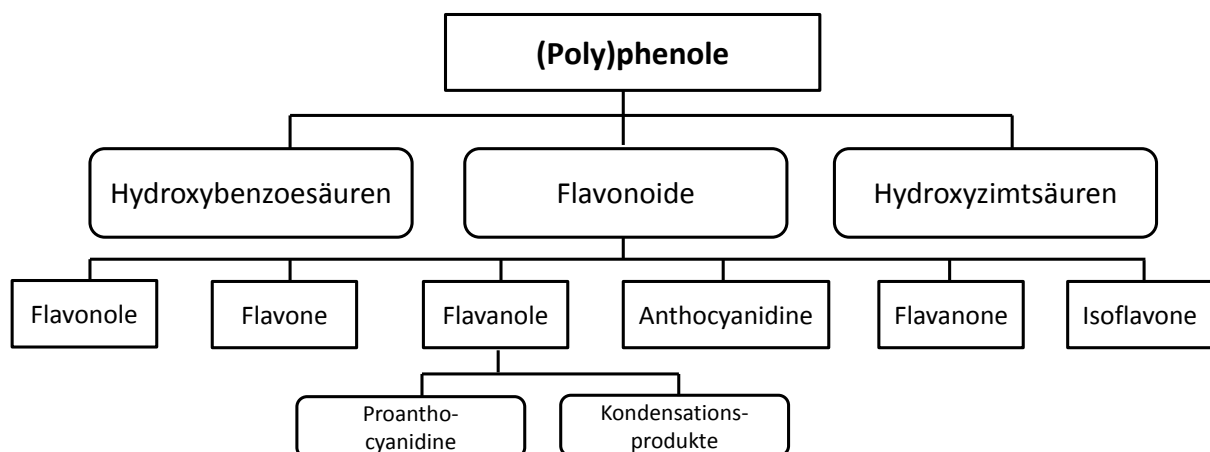 (Poly)phenole
Hydroxybenzoesäuren
Flavonoide
Hydroxyzimtsäuren
Flavonole
Flavone
Flavanole
Anthocyanidine
Flavanone
Isoflavone
Proantho-
cyanidine
Kondensations-
produkte